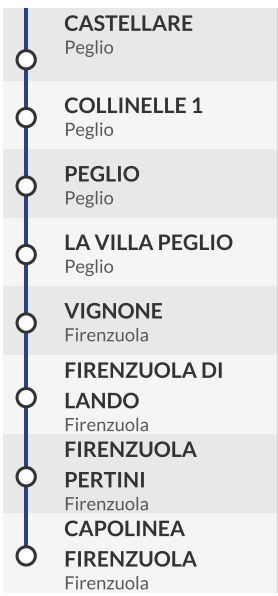 CASTELLARE
Peglio
COLLINELLE 1
Peglio
PEGLIO
Peglio
LA VILLA PEGLIO
Peglio
VIGNONE
Firenzuola
FIRENZUOLA DI
LANDO
Firenzuola
FIRENZUOLA
PERTINI
Firenzuola
CAPOLINEA
FIRENZUOLA
Firenzuola